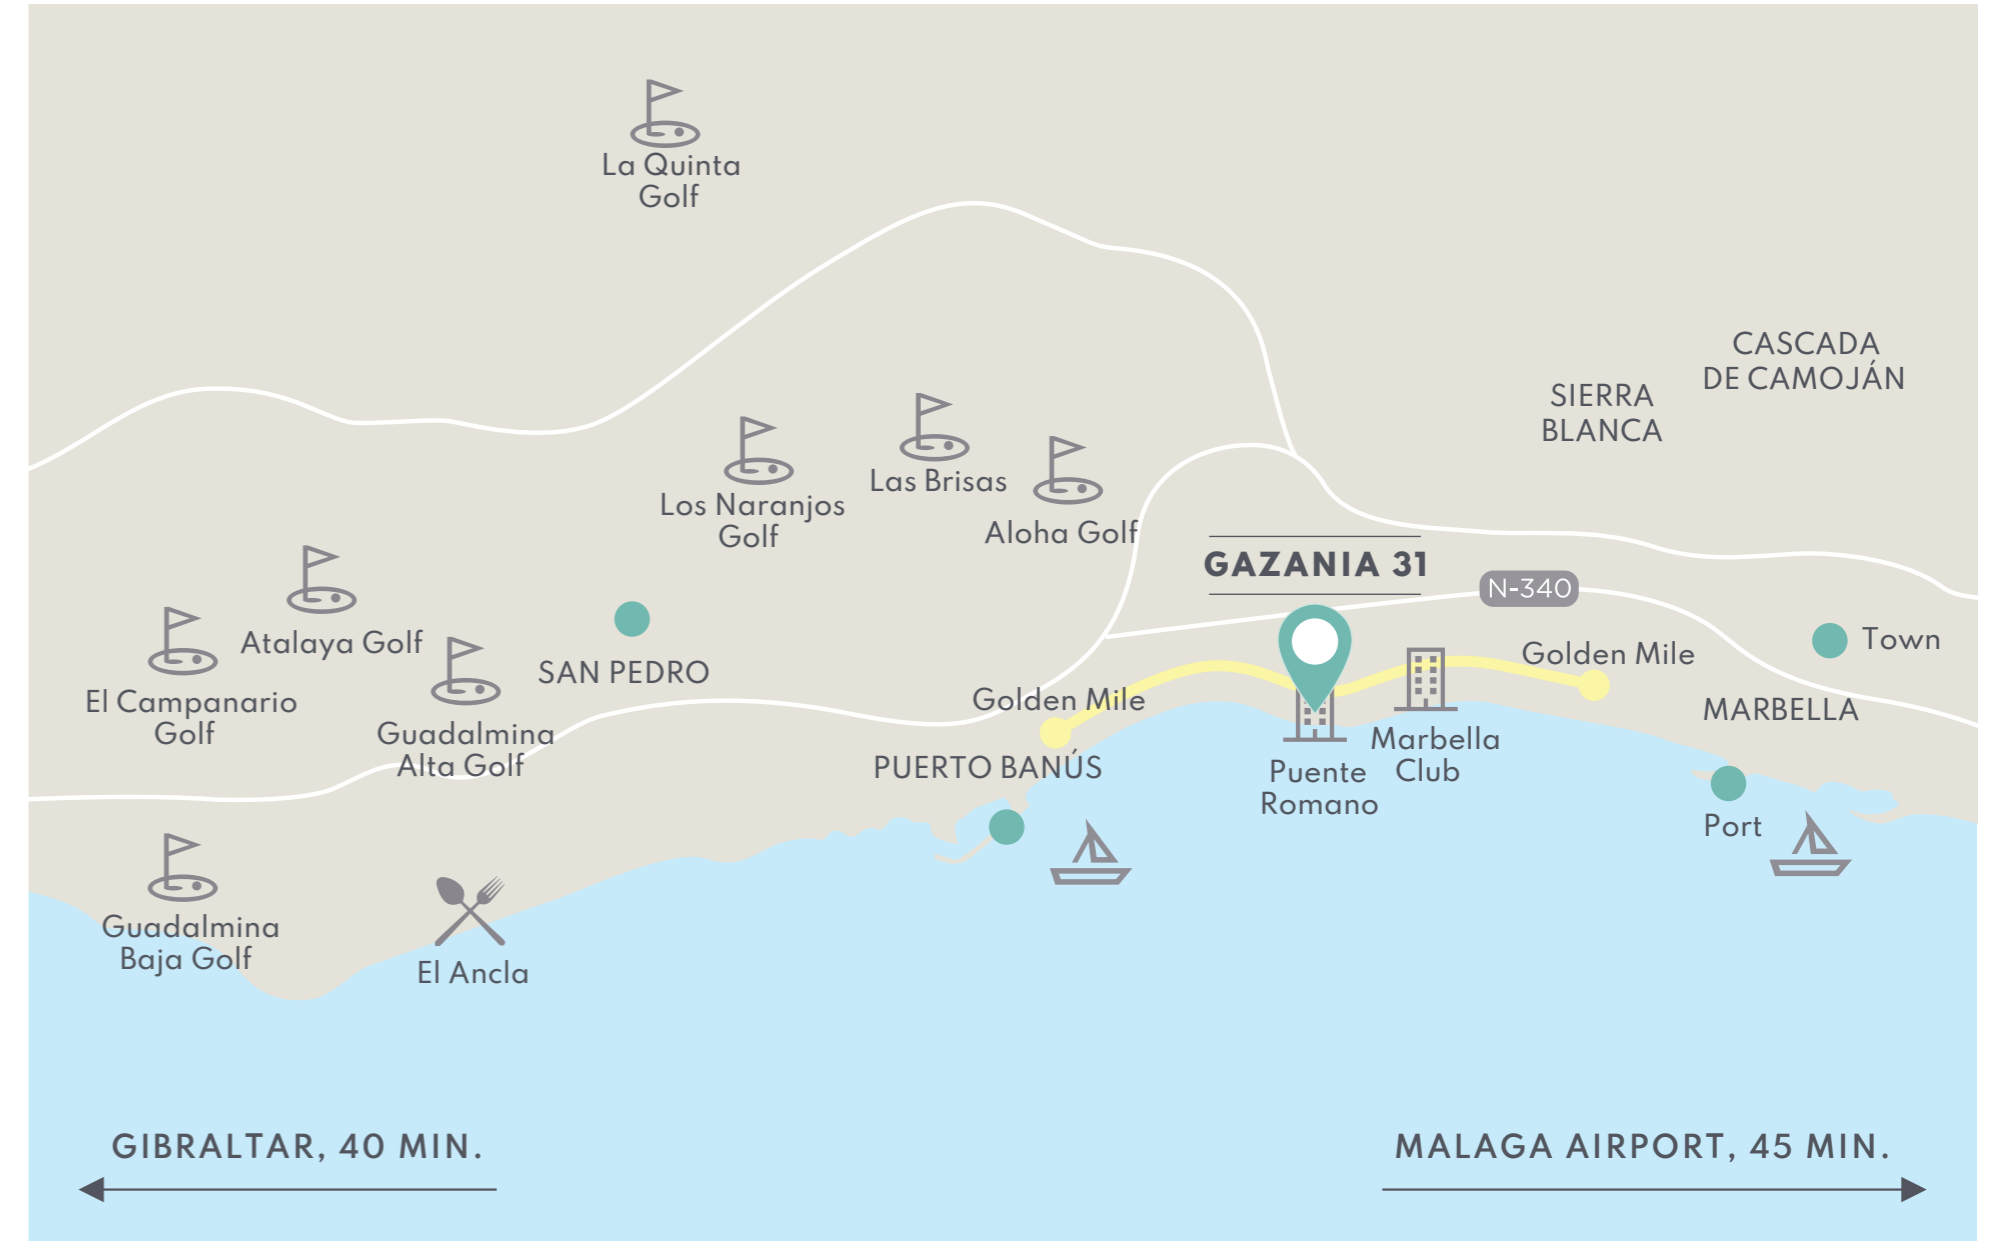 La Quinta
Golf
CASCADA
DE CAMOJÁN
SIERRA
BLANCA
Las Brisas
Los Naranjos
Golf
Aloha Golf
GAZANIA 31
N-340
Atalaya Golf
Town
Golden Mile
SAN PEDRO
El Campanario
Golf
Golden Mile
MARBELLA
Guadalmina
Alta Golf
Marbella
Club
PUERTO BANÚS
Puente
Romano
Port
Guadalmina
Baja Golf
El Ancla
GIBRALTAR, 40 MIN.
MALAGA AIRPORT, 45 MIN.